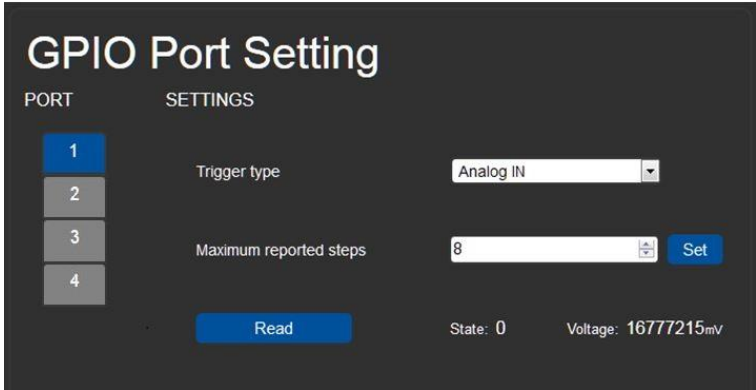 GPIO Port Setting
PORT SETTINGS
1
Trigger type Analog IN
2
3
Maximum reported steps 8 Set
4
Read State: 0 Voltage: 16777215mV